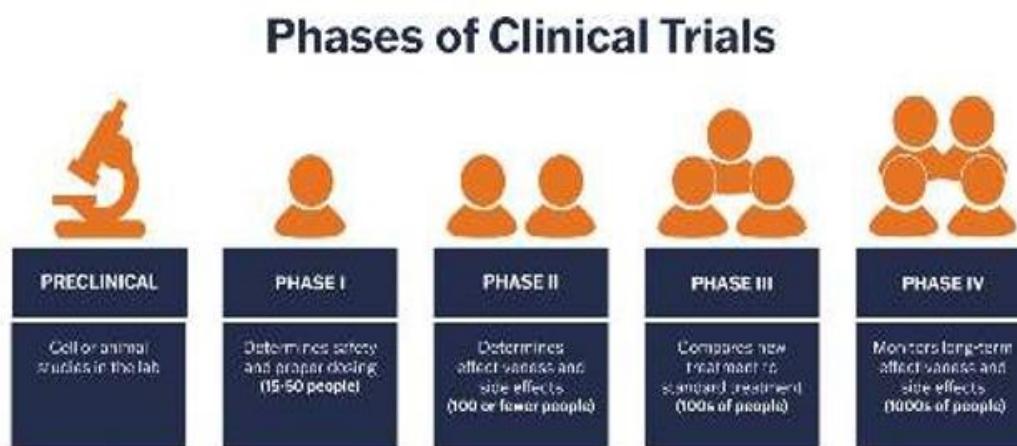 Phases of Clinical Trials
PRECLINICAL
Cell or animal
studies in the lab
PHASE I
Determines safety
and proper dosing
(15-50 people)
PHASE II
Determines
effectiveness and
side effects
(100 or fewer people)
PHASE III
Compares new
treatment to
standard treatment
(100s of people)
PHASE IV
Monitors long-term
effectiveness and
side effects
(1000s of people)